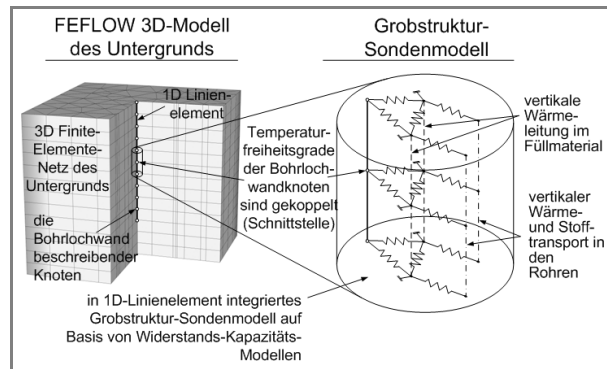 FEFLOW 3D-Modell
des Untergrunds
Grobstruktur-
Sondenmodell
1D Linien-
element
3D Finite-
Elemente-
Netz des
Untergrunds
die
Bohrlochwand
beschreibender
Knoten
Temperatur-
freiheitsgrade
der Bohrloch-
wandknoten
sind gekoppelt
(Schnittstelle)
vertikale
Wärme-
leitung im
Füllmaterial
vertikaler
Wärme-
und Stoff-
transport in
den
Rohren
in 1D-Linienelement integriertes
Grobstruktur-Sondenmodell auf
Basis von Widerstands-Kapazitäts-
Modellen